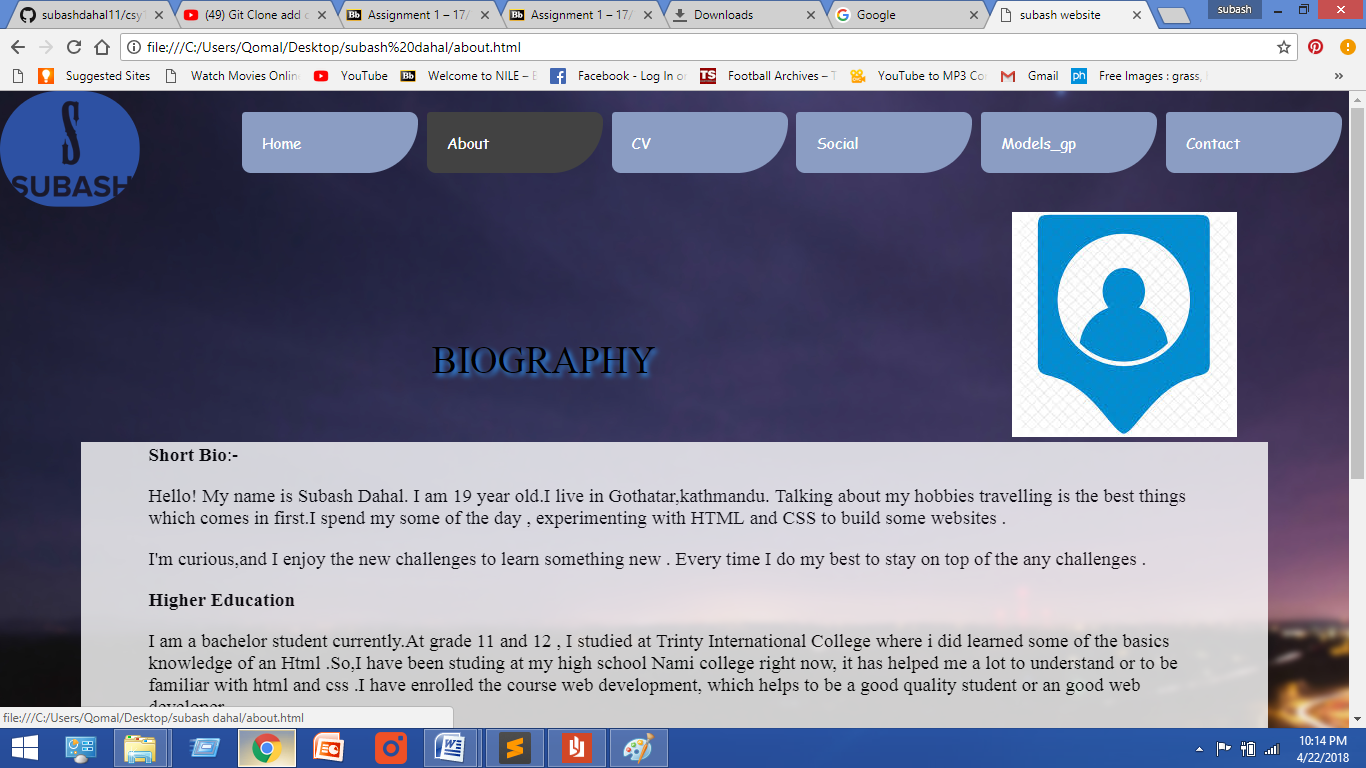 subashdahal11/csy
(49) Git Clone add
Assignment 1 – 17/
Assignment 1 – 17/
Downloads
Google
subash website
subash
file:///C:/Users/Qomal/Desktop/subash%20dahal/about.html
Suggested Sites
Watch Movies Onlin
YouTube
Welcome to NILE –
Facebook - Log In o
Football Archives –
YouTube to MP3 Co
Gmail
Free Images : grass,
»
SUBASH
Home
About
CV
Social
Models_gp
Contact
BIOGRAPHY
Short Bio:-
Hello! My name is Subash Dahal. I am 19 year old.I live in Gothatar,kathmandu. Talking about my hobbies travelling is the best things
which comes in first.I spend my some of the day , experimenting with HTML and CSS to build some websites .
I'm curious,and I enjoy the new challenges to learn something new . Every time I do my best to stay on top of the any challenges .
Higher Education
I am a bachelor student currently.At grade 11 and 12 , I studied at Trinty International College where i did learned some of the basics
knowledge of an Html .So,I have been studing at my high school Nami college right now, it has helped me a lot to understand or to be
familiar with html and css .I have enrolled the course web development, which helps to be a good quality student or an good web
developer
file:///C:/Users/Qomal/Desktop/subash dahal/about.html
10:14 PM
4/22/2018